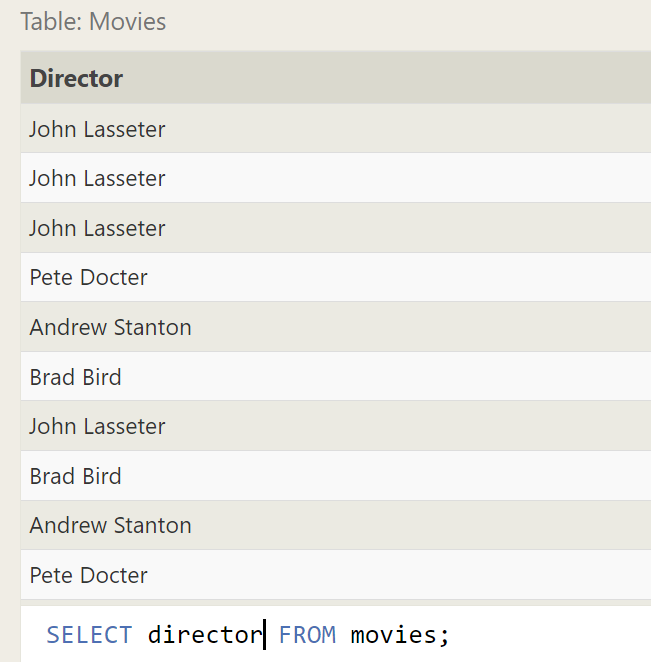 Table: Movies
Director
John Lasseter
John Lasseter
John Lasseter
Pete Docter
Andrew Stanton
Brad Bird
John Lasseter
Brad Bird
Andrew Stanton
Pete Docter
SELECT director FROM movies;